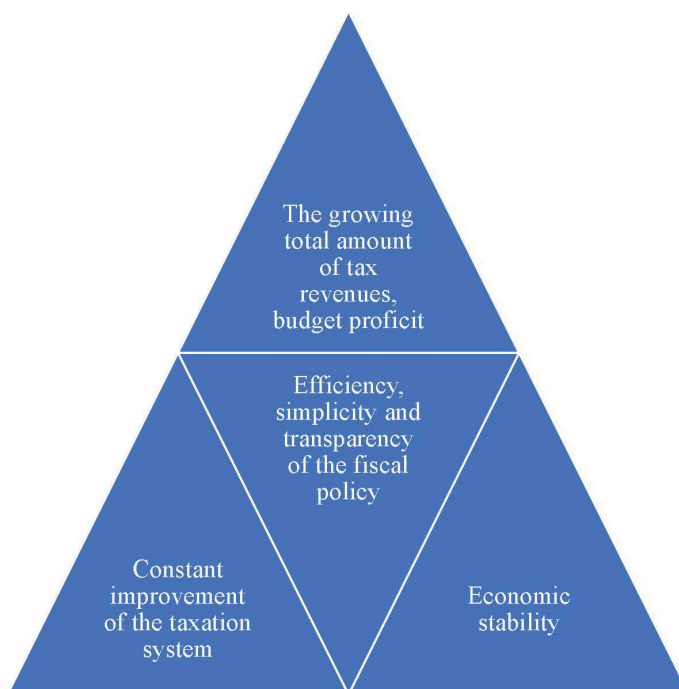 The growing
total amount
of tax
revenues,
budget proficit
Efficiency,
simplicity and
transparency
of the fiscal
policy
Constant
improvement
of the taxation
system
Economic
stability